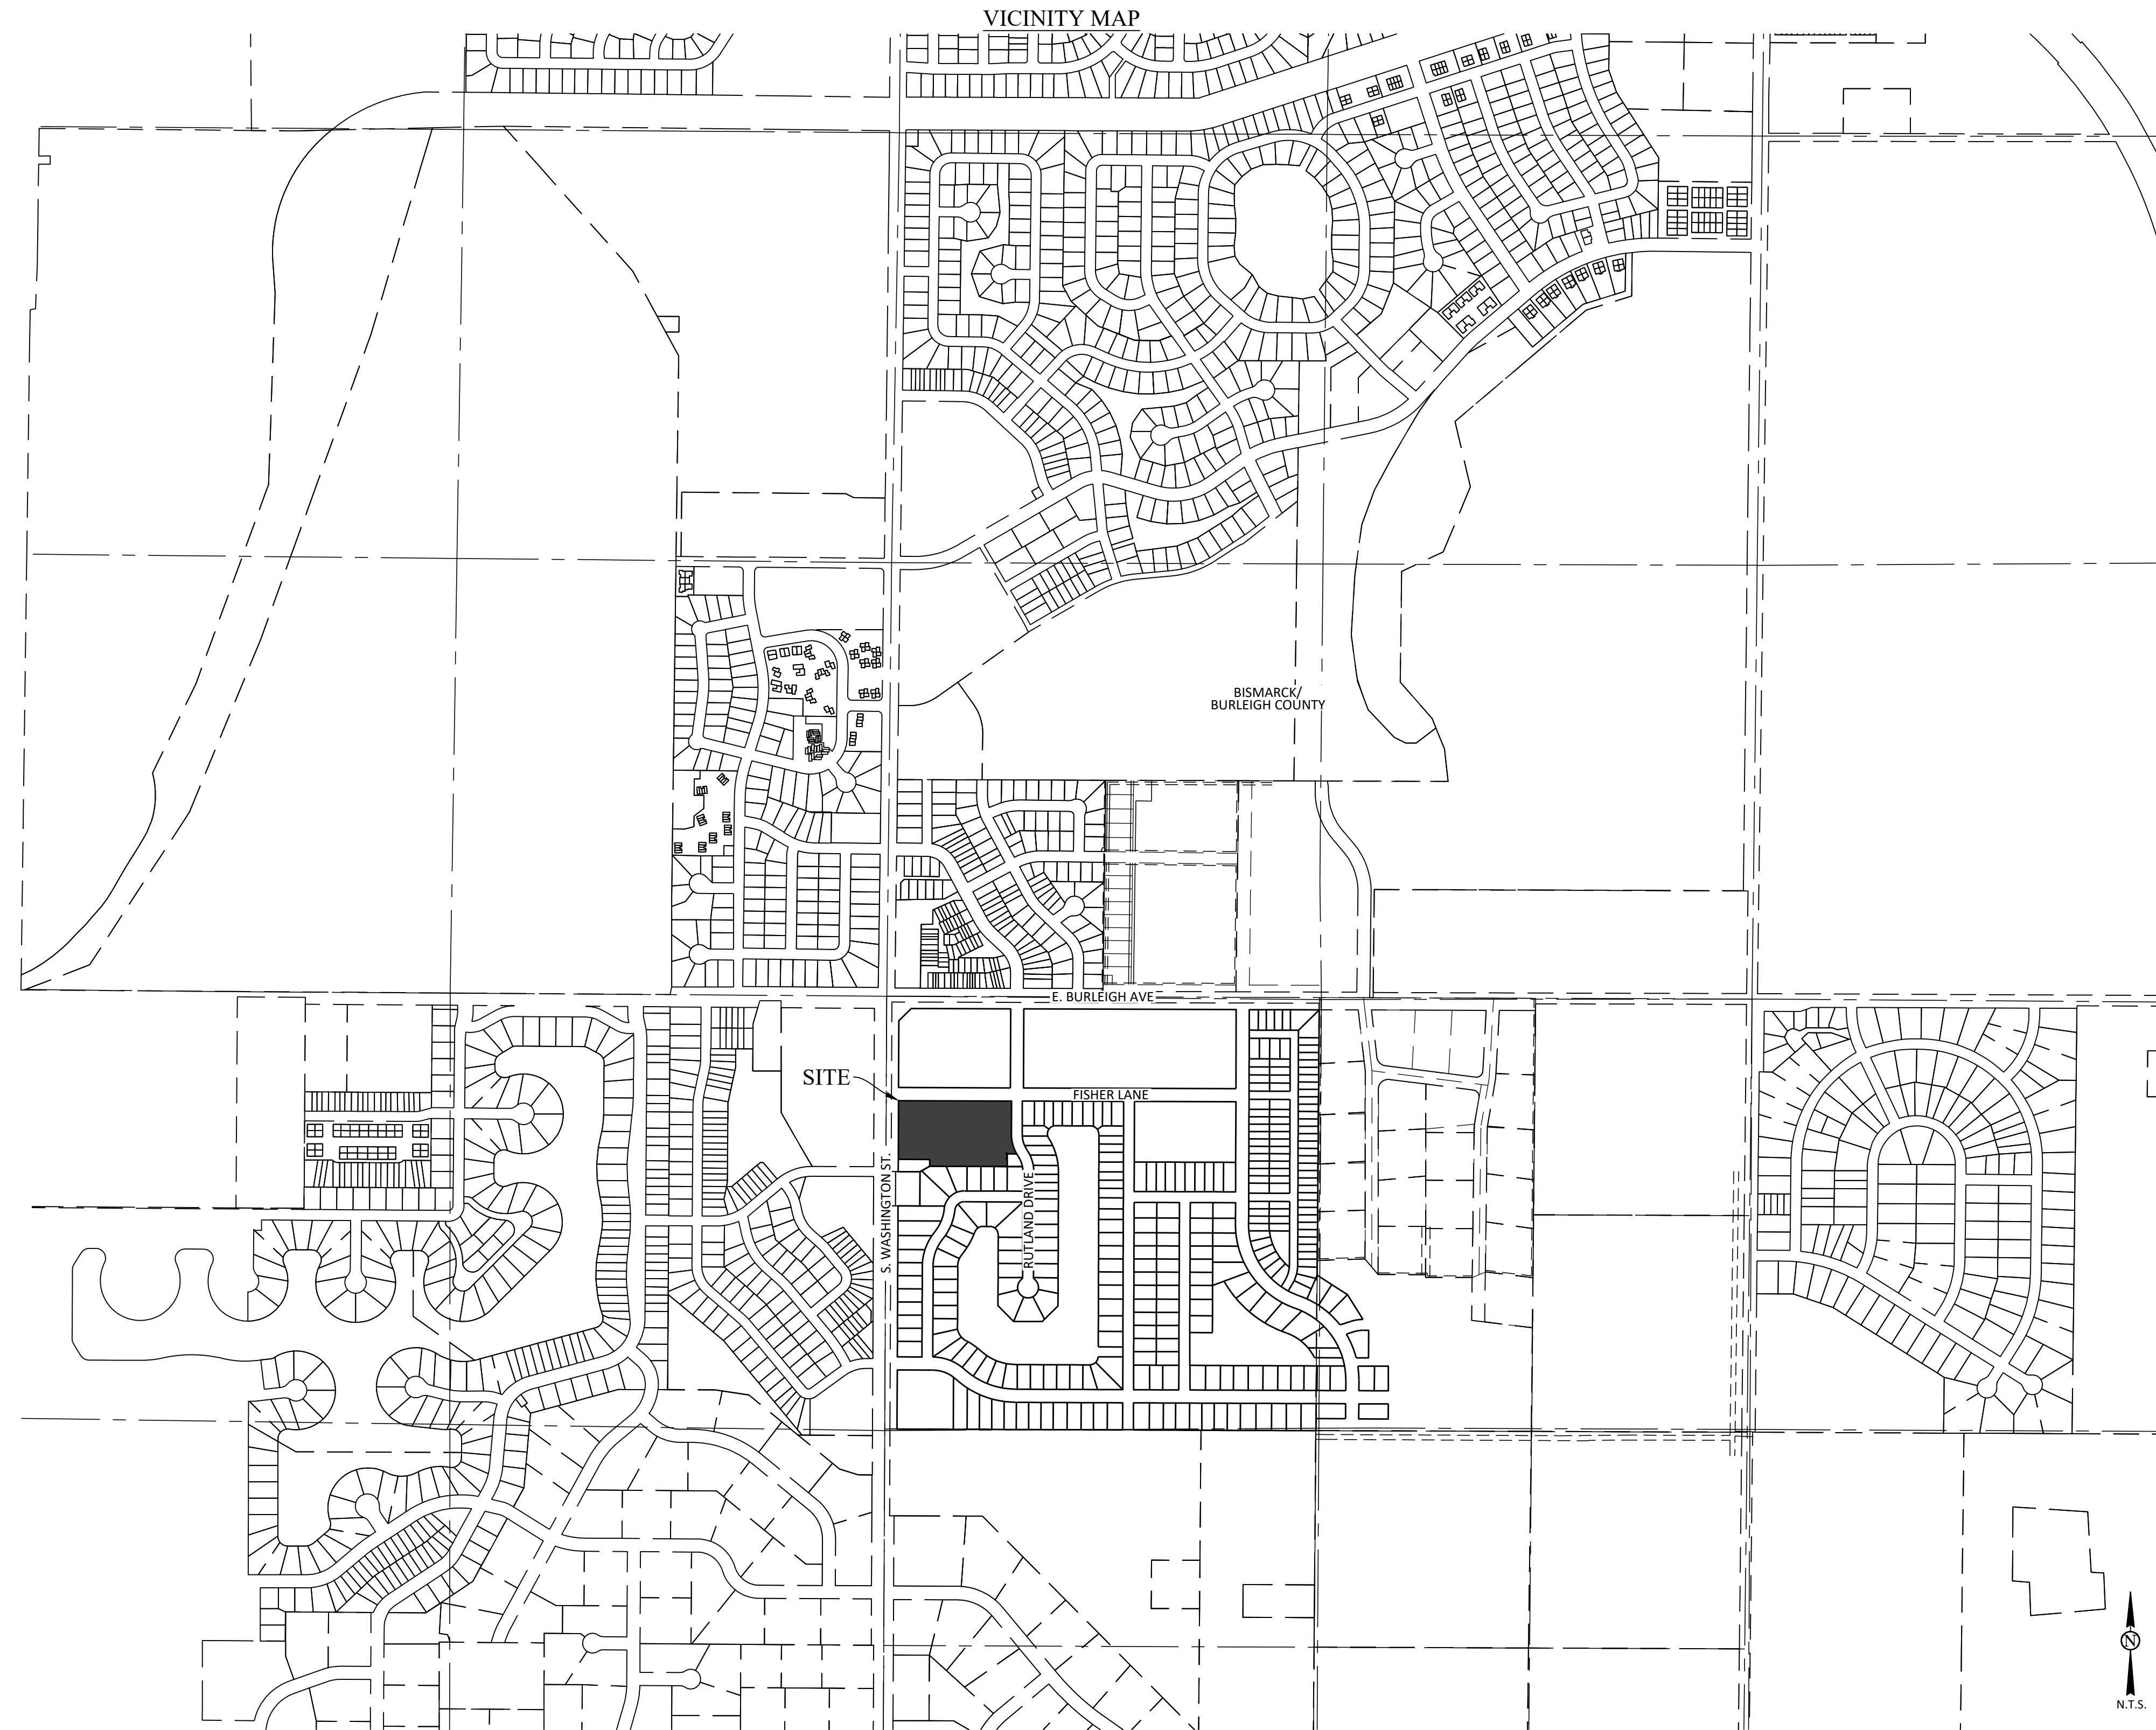 VICINITY MAP
BISMARCK/
BURLEIGH COUNTY
E. BURLEIGH AVE
SITE
FISHER LANE
S. WASHINGTON ST.
RUTLAND DRIVE
N
N.T.S.